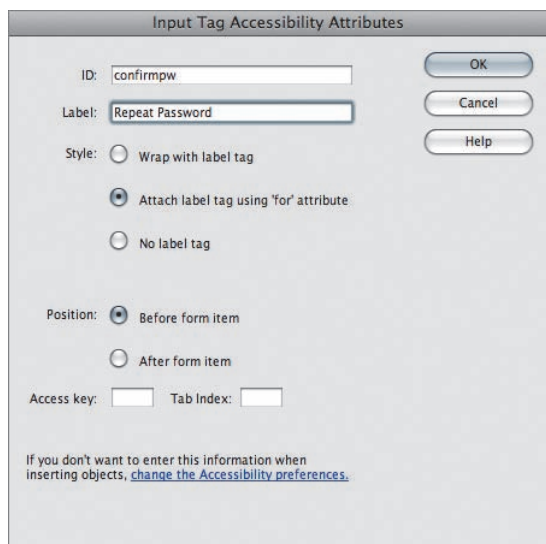 Input Tag Accessibility Attributes
ID: confirmpw
OK
Label: Repeat Password
Cancel
Style: Wrap with label tag
Help
Attach label tag using 'for' attribute
No label tag
Position: Before form item
After form item
Access key: Tab Index:
If you don't want to enter this information when
inserting objects, change the Accessibility preferences.